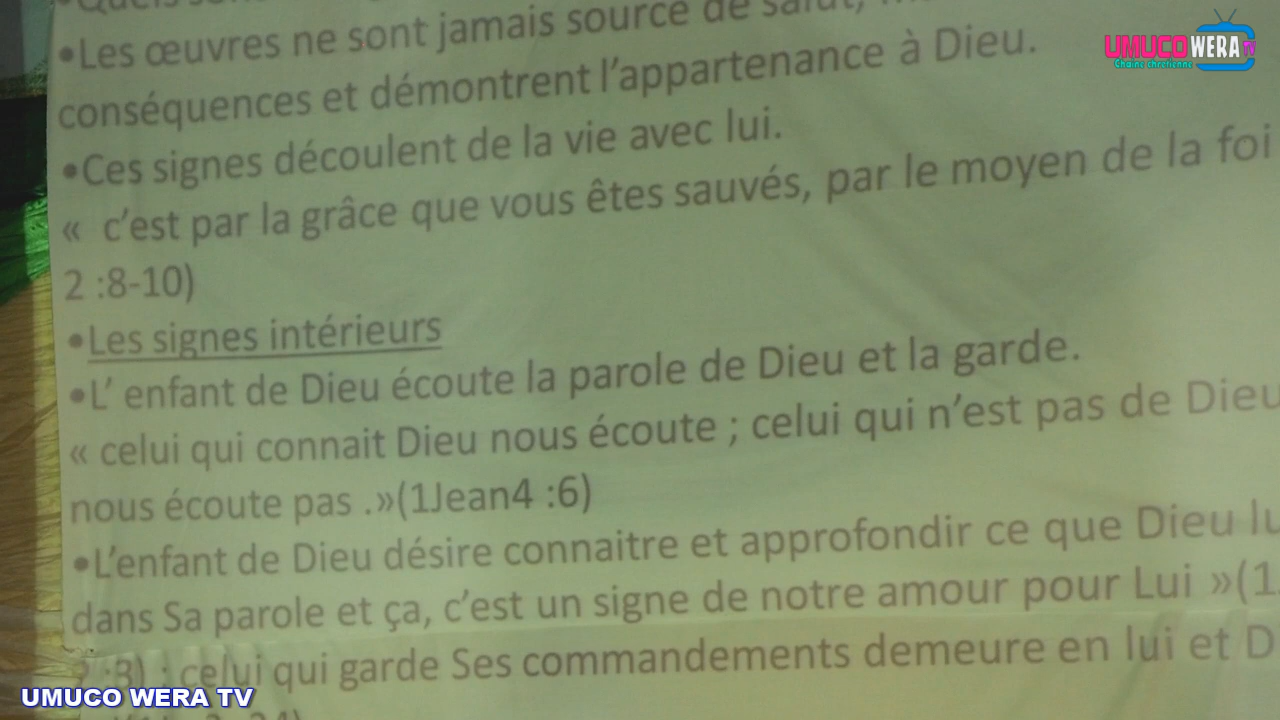 •Les œuvres ne sont jamais source de salut,
conséquences et démontrent l'appartenance à Dieu.
•Ces signes découlent de la vie avec lui.
« c'est par la grâce que vous êtes sauvés, par le moyen de la foi
2 :8-10)
•Les signes intérieurs
•L' enfant de Dieu écoute la parole de Dieu et la garde.
« celui qui connait Dieu nous écoute ; celui qui n'est pas de Dieu
nous écoute pas .»(1Jean4 :6)
•L'enfant de Dieu désire connaitre et approfondir ce que Dieu
dans Sa parole et ça, c'est un signe de notre amour pour Lui »(1
:3) ; celui qui garde Ses commandements demeure en lui et D
UMUCO WERA TV
Chaîne chrétienne
UMUCO WERA TV